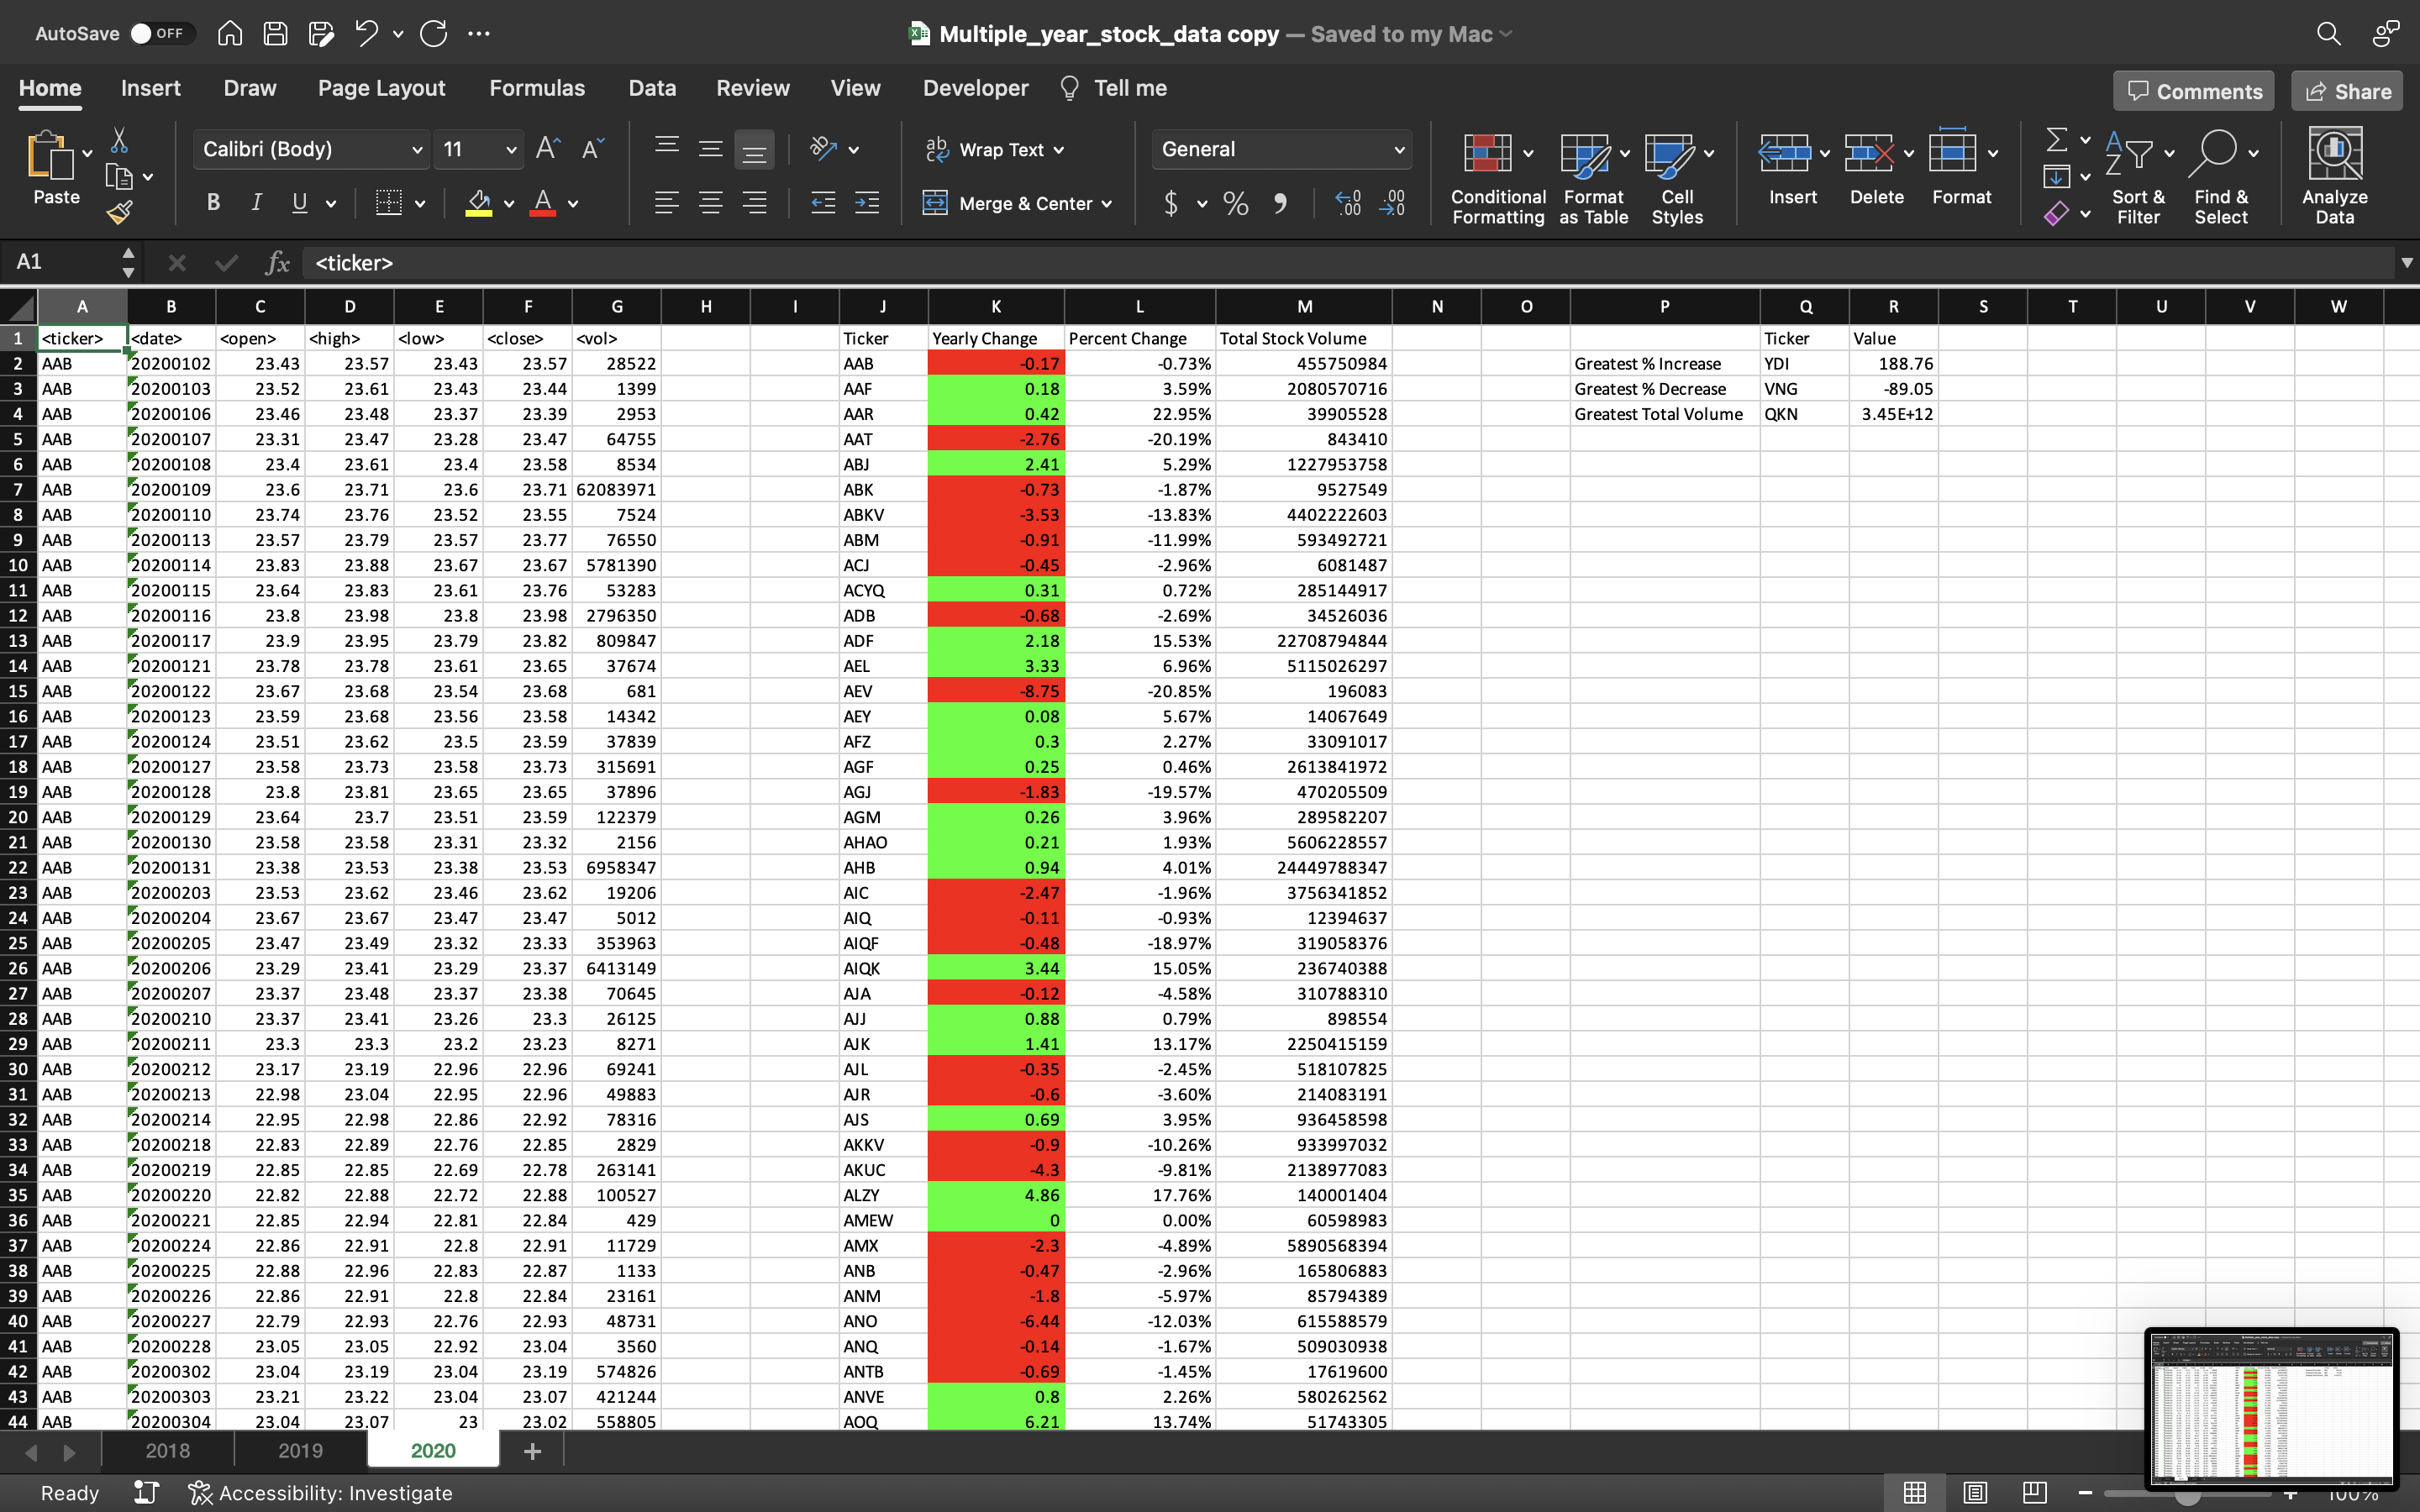 AutoSave OFF Multiple_year_stock_data copy — Saved to my Mac
Home Insert Draw Page Layout Formulas Data Review View Developer Tell me Comments Share
Paste Calibri (Body) 11 A^ A˅ ab Wrap Text General Conditional Formatting Format as Table Cell Styles Insert Delete Format Sort & Filter Find & Select Analyze Data
B I U A Merge & Center $ % 9 .00 .00
A1 fx <ticker>
A B C D E F G H I J K L M N O P Q R S T U V W
1 <ticker> <date> <open> <high> <low> <close> <vol> Ticker Yearly Change Percent Change Total Stock Volume Ticker Value
2 AAB 20200102 23.43 23.57 23.43 23.57 28522 AAB -0.17 -0.73% 455750984 Greatest % Increase YDI 188.76
3 AAB 20200103 23.52 23.61 23.43 23.44 1399 AAF 0.18 3.59% 2080570716 Greatest % Decrease VNG -89.05
4 AAB 20200106 23.46 23.48 23.37 23.39 2953 AAR 0.42 22.95% 39905528 Greatest Total Volume QKN 3.45E+12
5 AAB 20200107 23.31 23.47 23.28 23.47 64755 AAT -2.76 -20.19% 843410
6 AAB 20200108 23.4 23.61 23.4 23.58 8534 ABJ 2.41 5.29% 1227953758
7 AAB 20200109 23.6 23.71 23.6 23.71 62083971 ABK -0.73 -1.87% 9527549
8 AAB 20200110 23.74 23.76 23.52 23.55 7524 ABKV -3.53 -13.83% 4402222603
9 AAB 20200113 23.57 23.79 23.57 23.77 76550 ABM -0.91 -11.99% 593492721
10 AAB 20200114 23.83 23.88 23.67 23.67 5781390 ACJ -0.45 -2.96% 6081487
11 AAB 20200115 23.64 23.83 23.61 23.76 53283 ACYQ 0.31 0.72% 285144917
12 AAB 20200116 23.8 23.98 23.8 23.98 2796350 ADB -0.68 -2.69% 34526036
13 AAB 20200117 23.9 23.95 23.79 23.82 809847 ADF 2.18 15.53% 22708794844
14 AAB 20200121 23.78 23.78 23.61 23.65 37674 AEL 3.33 6.96% 5115026297
15 AAB 20200122 23.67 23.68 23.54 23.68 681 AEV -8.75 -20.85% 196083
16 AAB 20200123 23.59 23.68 23.56 23.58 14342 AEY 0.08 5.67% 14067649
17 AAB 20200124 23.51 23.62 23.5 23.59 37839 AFZ 0.3 2.27% 33091017
18 AAB 20200127 23.58 23.73 23.58 23.73 315691 AGF 0.25 0.46% 2613841972
19 AAB 20200128 23.8 23.81 23.65 23.65 37896 AGJ -1.83 -19.57% 470205509
20 AAB 20200129 23.64 23.7 23.51 23.59 122379 AGM 0.26 3.96% 289582207
21 AAB 20200130 23.58 23.58 23.31 23.32 2156 AHAO 0.21 1.93% 5606228557
22 AAB 20200131 23.38 23.53 23.38 23.53 6958347 AHB 0.94 4.01% 24449788347
23 AAB 20200203 23.53 23.62 23.46 23.62 19206 AIC -2.47 -1.96% 3756341852
24 AAB 20200204 23.67 23.67 23.47 23.47 5012 AIQ -0.11 -0.93% 12394637
25 AAB 20200205 23.47 23.49 23.32 23.33 353963 AIQF -0.48 -18.97% 319058376
26 AAB 20200206 23.29 23.41 23.29 23.37 6413149 AIQK 3.44 15.05% 236740388
27 AAB 20200207 23.37 23.48 23.37 23.38 70645 AJA -0.12 -4.58% 310788310
28 AAB 20200210 23.37 23.41 23.26 23.3 26125 AJJ 0.88 0.79% 898554
29 AAB 20200211 23.3 23.3 23.2 23.23 8271 AJK 1.41 13.17% 2250415159
30 AAB 20200212 23.17 23.19 22.96 22.96 69241 AJL -0.35 -2.45% 518107825
31 AAB 20200213 22.98 23.04 22.95 22.96 49883 AJR -0.6 -3.60% 214083191
32 AAB 20200214 22.95 22.98 22.86 22.92 78316 AJS 0.69 3.95% 936458598
33 AAB 20200218 22.83 22.89 22.76 22.85 2829 AKKV -0.9 -10.26% 933997032
34 AAB 20200219 22.85 22.85 22.69 22.78 263141 AKUC -4.3 -9.81% 2138977083
35 AAB 20200220 22.82 22.88 22.72 22.88 100527 ALZY 4.86 17.76% 140001404
36 AAB 20200221 22.85 22.94 22.81 22.84 429 AMEW 0 0.00% 60598983
37 AAB 20200224 22.86 22.91 22.8 22.91 11729 AMX -2.3 -4.89% 5890568394
38 AAB 20200225 22.88 22.96 22.83 22.87 1133 ANB -0.47 -2.96% 165806883
39 AAB 20200226 22.86 22.91 22.8 22.84 23161 ANM -1.8 -5.97% 85794389
40 AAB 20200227 22.79 22.93 22.76 22.93 48731 ANO -6.44 -12.03% 615588579
41 AAB 20200228 23.05 23.05 22.92 23.04 3560 ANQ -0.14 -1.67% 509030938
42 AAB 20200302 23.04 23.19 23.04 23.19 574826 ANTB -0.69 -1.45% 17619600
43 AAB 20200303 23.21 23.22 23.04 23.07 421244 ANVE 0.8 2.26% 580262562
44 AAB 20200304 23.04 23.07 23 23.02 558805 AOQ 6.21 13.74% 51743305
2018 2019 2020 +
Ready Accessibility: Investigate 100%